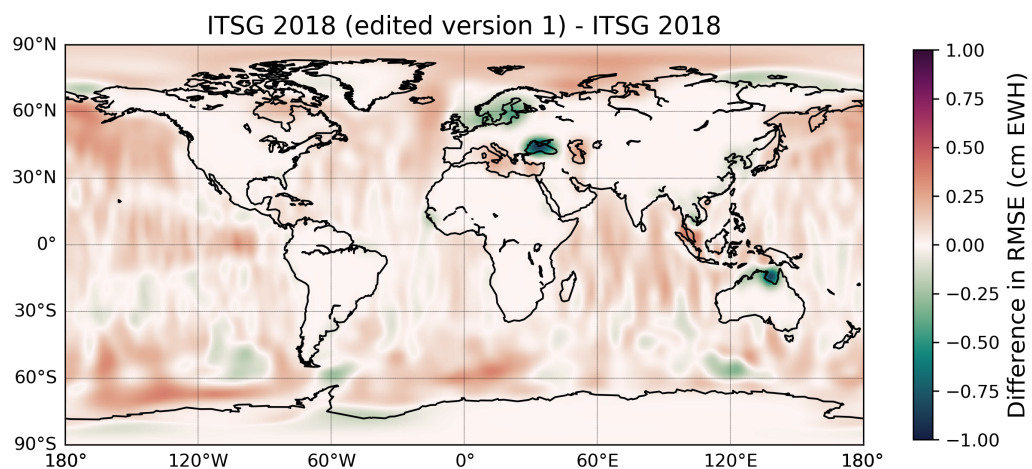 ITSG 2018 (edited version 1) - ITSG 2018
90°N
60°N
30°N
0°
30°S
60°S
90°S
180°
120°W
60°W
0°
60°E
120°E
180°
1.00
0.75
0.50
0.25
0.00
−0.25
−0.50
−0.75
−1.00
Difference in RMSE (cm EWH)